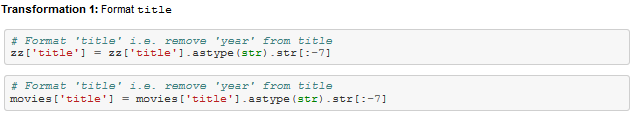 Transformation 1: Format title
# Format 'title' i.e. remove 'year' from title
zz['title'] = zz['title'].astype(str).str[:-7]
# Format 'title' i.e. remove 'year' from title
movies['title'] = movies['title'].astype(str).str[:-7]